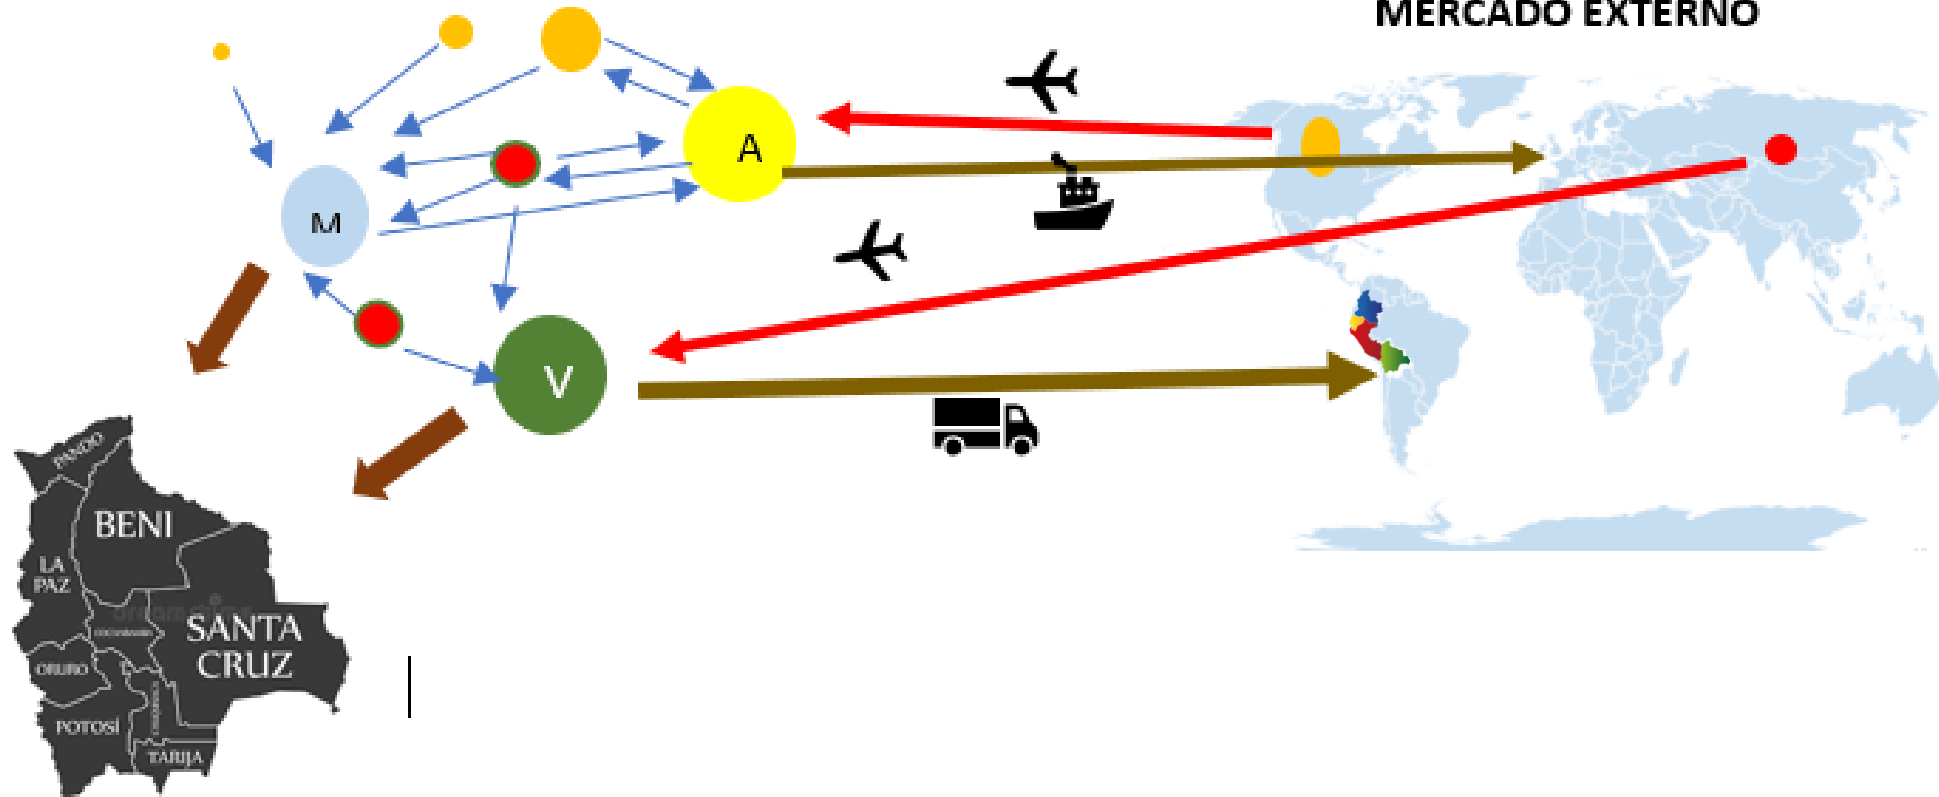 MERCADO EXTERNO
A
M
V
PANDO
BENI
LA
PAZ
SANTA
CRUZ
ORURO
POTOSÍ
TARIJA